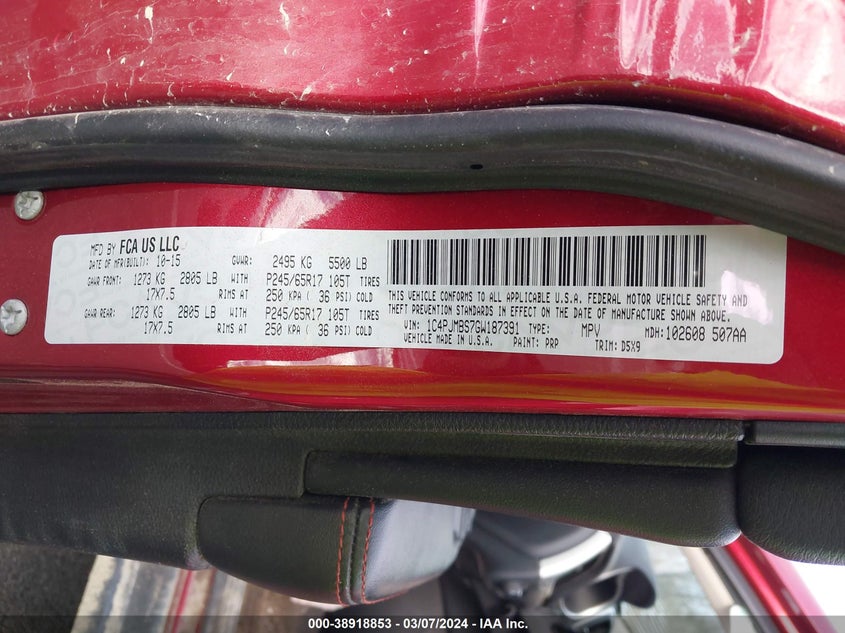 MFD BY FCA US LLC
DATE OF MFR(BUILT): 10-15 GVWR: 2495 KG 5500 LB
GAWR FRONT: 1273 KG 2805 LB WITH P245/65R17 105T TIRES
17X7.5 RIMS AT 250 KPA ( 36 PSI) COLD
GAWR REAR: 1273 KG 2805 LB WITH P245/65R17 105T TIRES
17X7.5 RIMS AT 250 KPA ( 36 PSI) COLD
THIS VEHICLE CONFORMS TO ALL APPLICABLE U.S.A. FEDERAL MOTOR VEHICLE SAFETY AND
THEFT PREVENTION STANDARDS IN EFFECT ON THE DATE OF MANUFACTURE SHOWN ABOVE.
VIN: 1C4PJMBS7GW187391 TYPE: MPV MDH:102608 507AA
VEHICLE MADE IN U.S.A. PAINT: PRP TRIM: D5X9
000-38918853 - 03/07/2024 - IAA Inc.